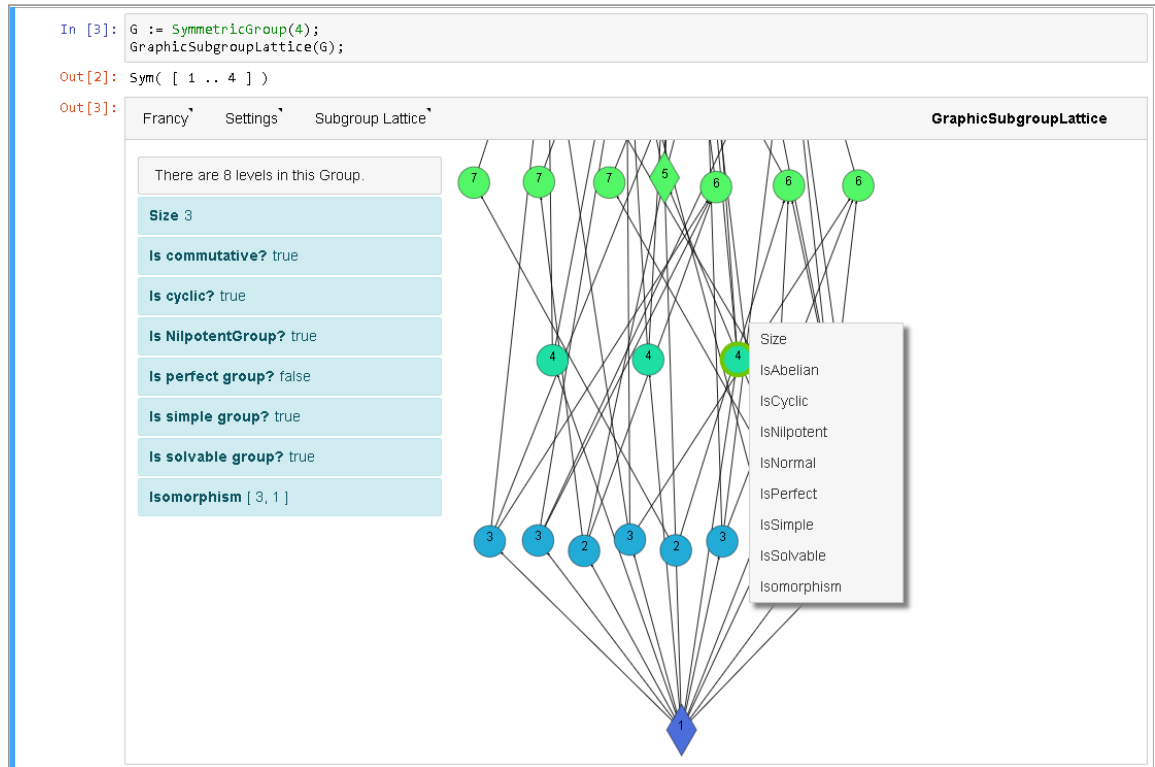 In [3]: G := SymmetricGroup(4);
GraphicSubgroupLattice(G);
Out[2]: Sym( [ 1 .. 4 ] )
Out[3]:
Francy Settings Subgroup Lattice GraphicSubgroupLattice
There are 8 levels in this Group.
Size 3
Is commutative? true
Is cyclic? true
Is NilpotentGroup? true
Is perfect group? false
Is simple group? true
Is solvable group? true
Isomorphism [ 3, 1 ]
7 7 7 5 6 6 6
4 4 4
Size
IsAbelian
IsCyclic
IsNilpotent
IsNormal
IsPerfect
IsSimple
IsSolvable
Isomorphism
3 3 2 3 2 3
1